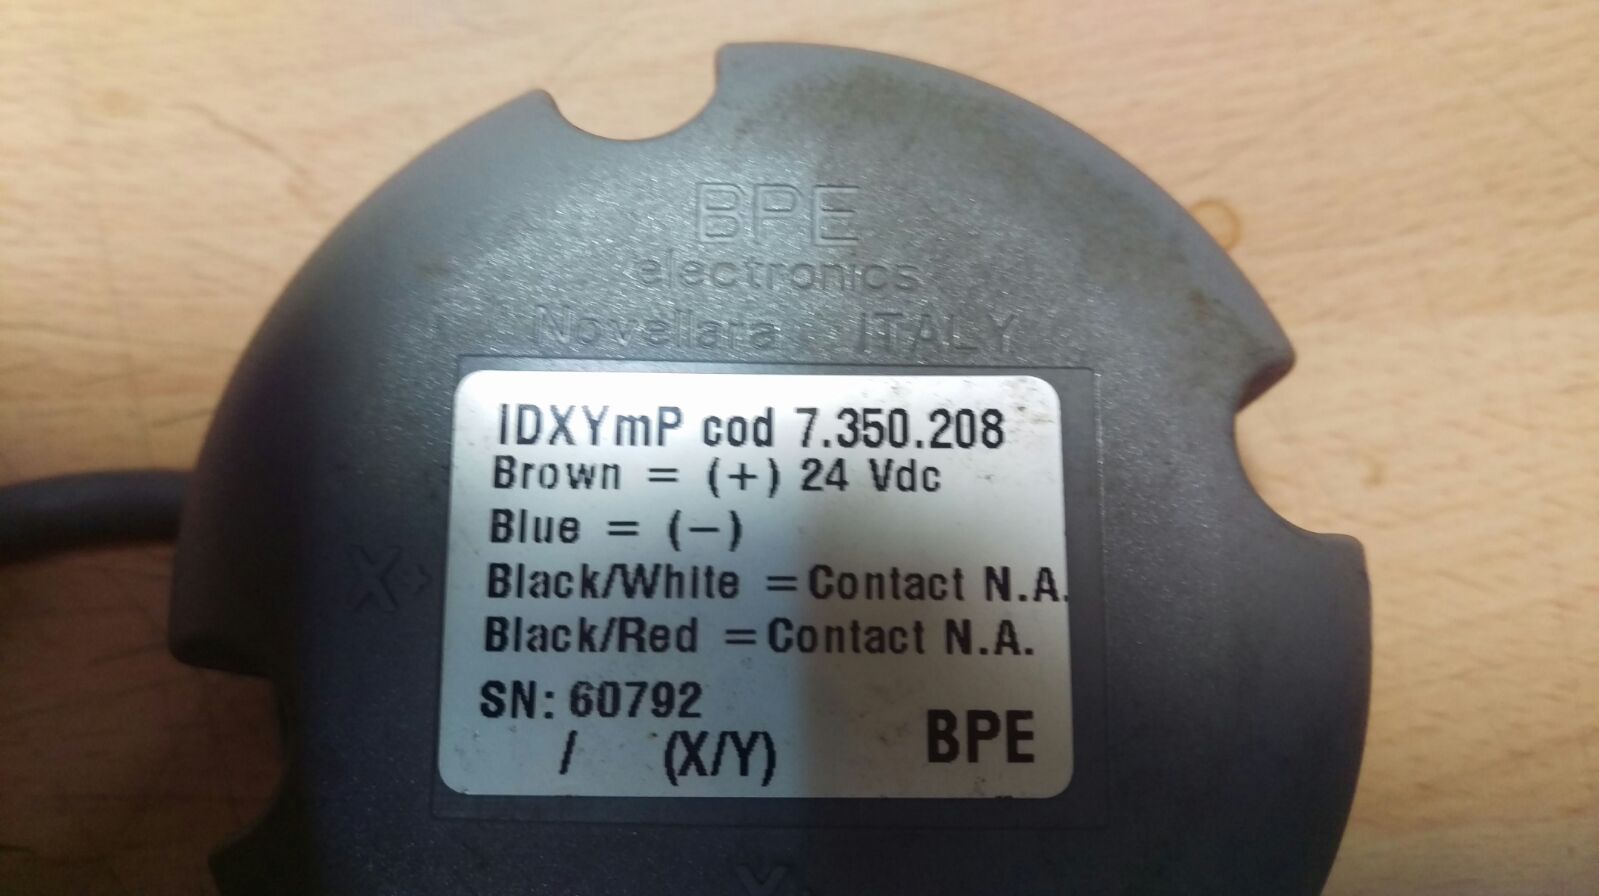 BPE
electronics
Novellara ITALY
IDXYmP cod 7.350.208
Brown = (+) 24 Vdc
Blue = (-)
Black/White = Contact N.A.
Black/Red = Contact N.A.
SN: 60792
/ (X/Y) BPE
X→
Y